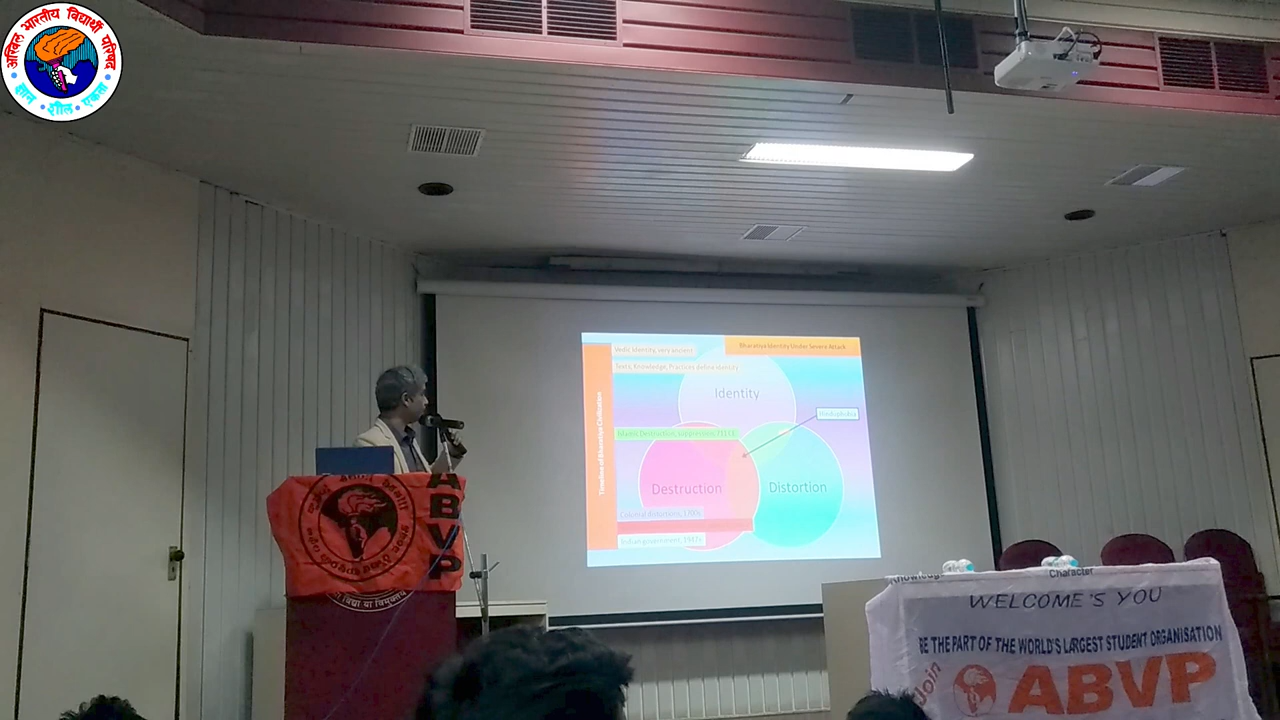 अखिल भारतीय विद्यार्थी परिषद
ज्ञान • शील • एकता
Vedic Identity, very ancient
Bharatiya Identity Under Severe Attack
Texts, Knowledge, Practices define identity
Identity
Hinduphobia
Timeline of Bharatiya Civilization
Islamic Destruction, suppression,
Destruction
Distortion
Colonial distortions, 1700s
Indian government, 1947s
ABVP
Knowledge
Character
WELCOME'S YOU
BE THE PART OF THE WORLD'S LARGEST STUDENT ORGANISATION
Join
ABVP